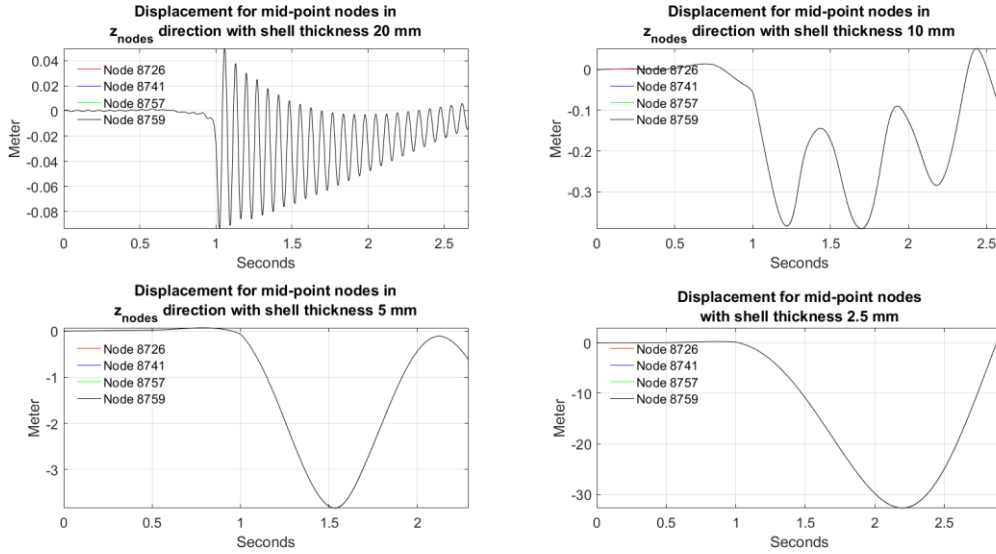 Displacement for mid-point nodes in
z_nodes direction with shell thickness 20 mm
0.04
0.02
0
-0.02
-0.04
-0.06
-0.08
Meter
Node 8726
Node 8741
Node 8757
Node 8759
0 0.5 1 1.5 2 2.5
Seconds
Displacement for mid-point nodes in
z_nodes direction with shell thickness 10 mm
0
-0.1
-0.2
-0.3
Meter
Node 8726
Node 8741
Node 8757
Node 8759
0 0.5 1 1.5 2 2.5
Seconds
Displacement for mid-point nodes in
z_nodes direction with shell thickness 5 mm
0
-1
-2
-3
Meter
Node 8726
Node 8741
Node 8757
Node 8759
0 0.5 1 1.5 2
Seconds
Displacement for mid-point nodes
with shell thickness 2.5 mm
0
-10
-20
-30
Meter
Node 8726
Node 8741
Node 8757
Node 8759
0 0.5 1 1.5 2 2.5
Seconds